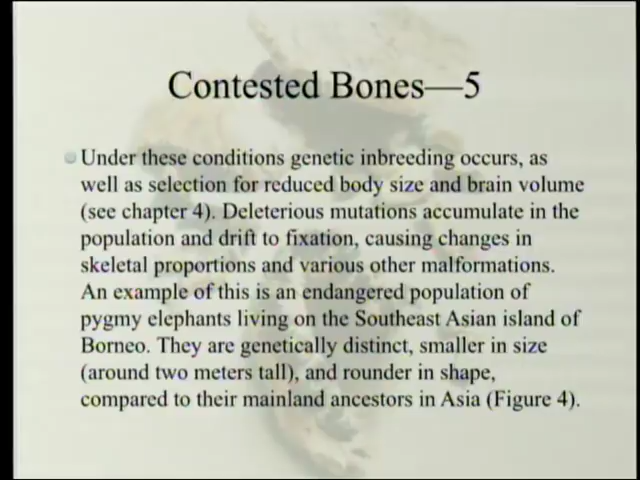 Contested Bones—5
Under these conditions genetic inbreeding occurs, as
well as selection for reduced body size and brain volume
(see chapter 4). Deleterious mutations accumulate in the
population and drift to fixation, causing changes in
skeletal proportions and various other malformations.
An example of this is an endangered population of
pygmy elephants living on the Southeast Asian island of
Borneo. They are genetically distinct, smaller in size
(around two meters tall), and rounder in shape,
compared to their mainland ancestors in Asia (Figure 4).